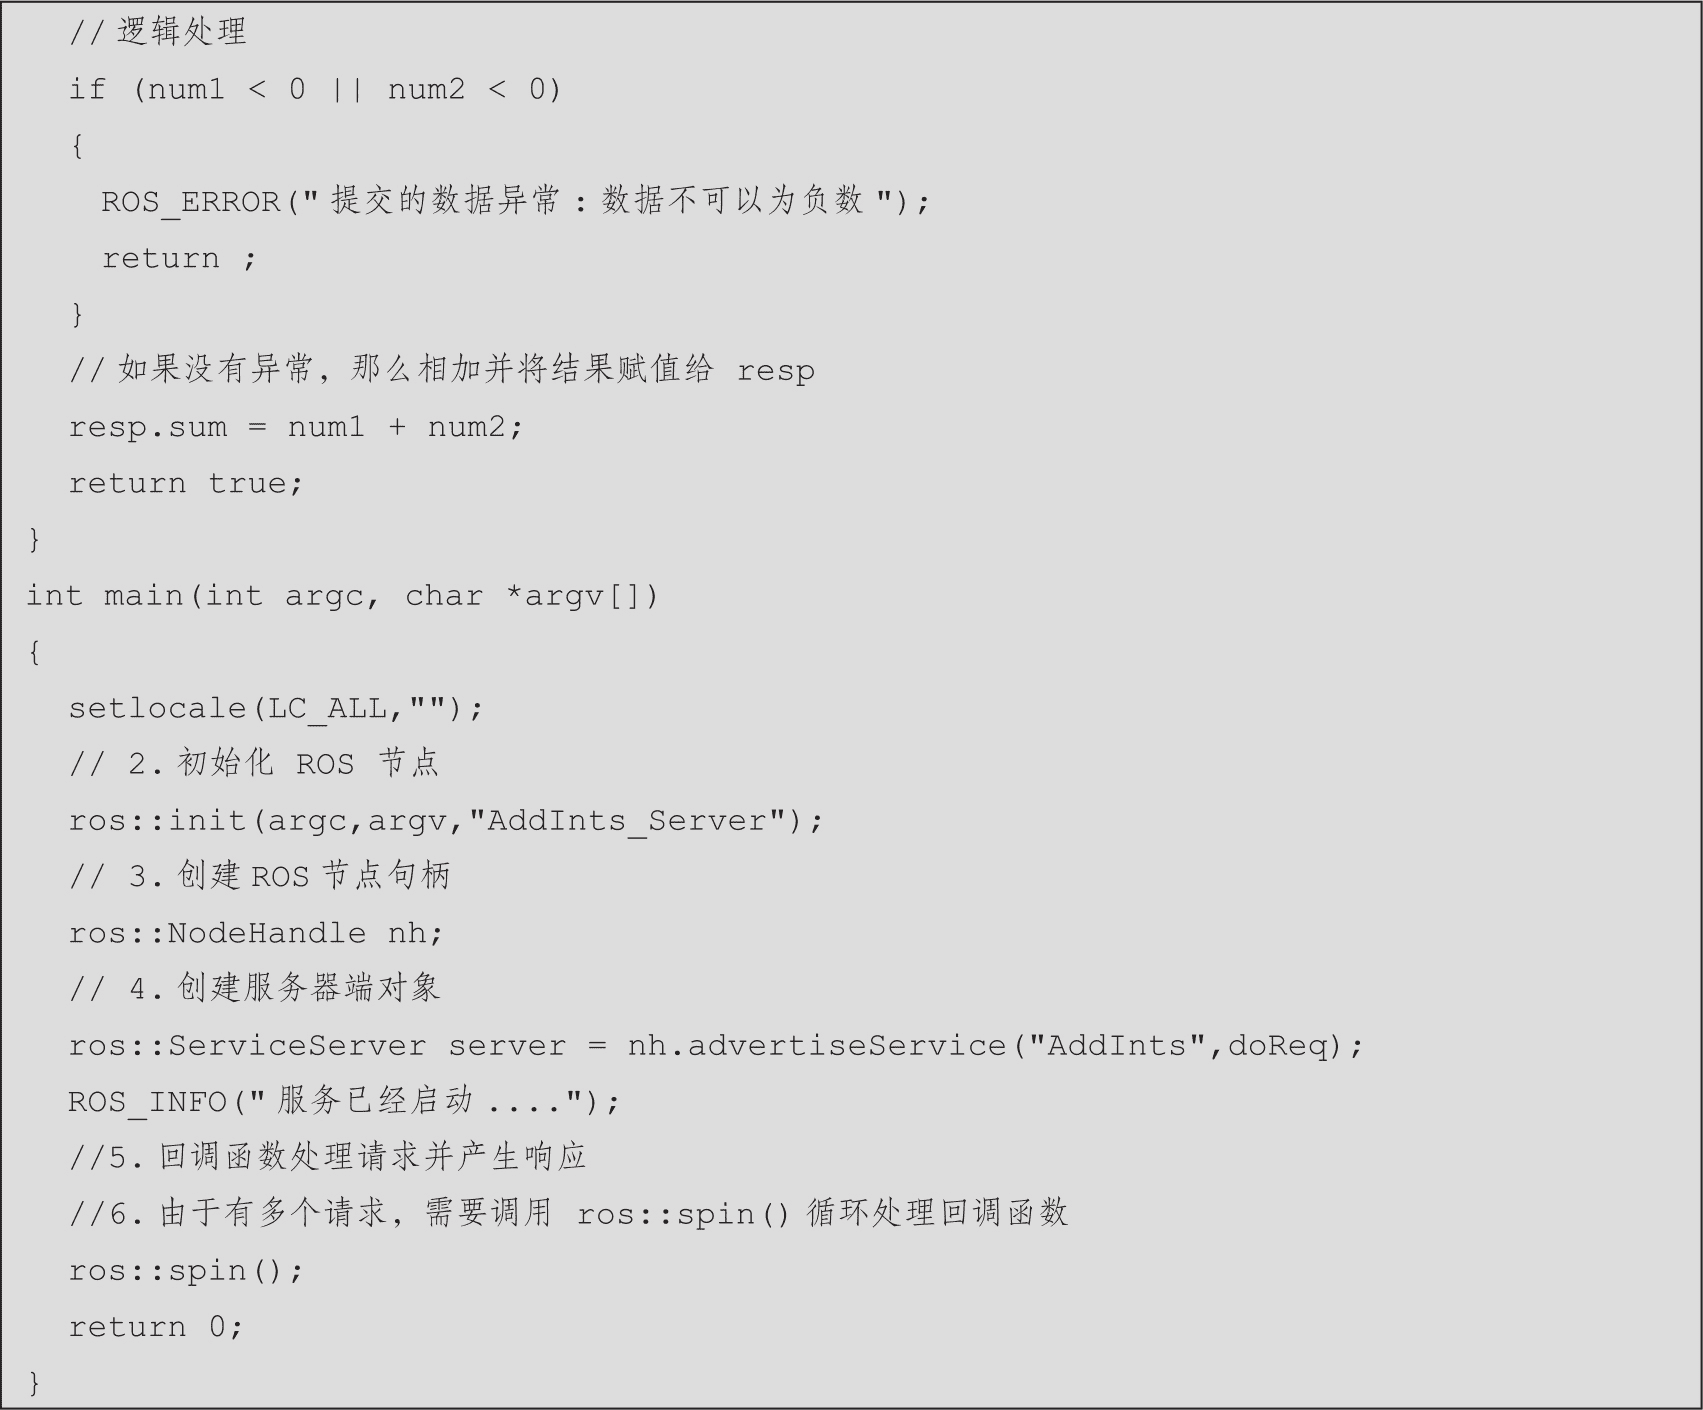 // 逻辑处理
if (num1 < 0 || num2 < 0)
{
ROS_ERROR(" 提交的数据异常 : 数据不可以为负数 ");
return ;
}
// 如果没有异常，那么相加并将结果赋值给 resp
resp.sum = num1 + num2;
return true;
}
int main(int argc, char *argv[])
{
setlocale(LC_ALL,"");
// 2. 初始化 ROS 节点
ros::init(argc,argv,"AddInts_Server");
// 3. 创建 ROS 节点句柄
ros::NodeHandle nh;
// 4. 创建服务器端对象
ros::ServiceServer server = nh.advertiseService("AddInts",doReq);
ROS_INFO(" 服务已经启动 ....");
//5. 回调函数处理请求并产生响应
//6. 由于有多个请求，需要调用 ros::spin() 循环处理回调函数
ros::spin();
return 0;
}